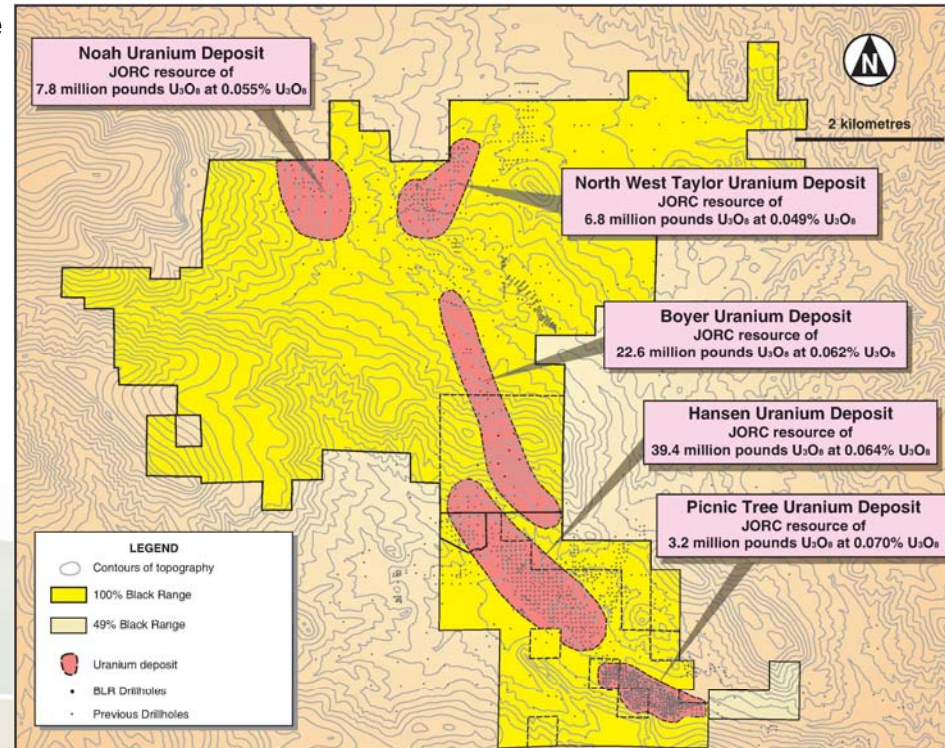 e
Noah Uranium Deposit
JORC resource of
7.8 million pounds U₃O₈ at 0.055% U₃O₈
N
2 kilometres
North West Taylor Uranium Deposit
JORC resource of
6.8 million pounds U₃O₈ at 0.049% U₃O₈
Boyer Uranium Deposit
JORC resource of
22.6 million pounds U₃O₈ at 0.062% U₃O₈
Hansen Uranium Deposit
JORC resource of
39.4 million pounds U₃O₈ at 0.064% U₃O₈
Picnic Tree Uranium Deposit
JORC resource of
3.2 million pounds U₃O₈ at 0.070% U₃O₈
LEGEND
Contours of topography
100% Black Range
49% Black Range
Uranium deposit
BLR Drillholes
Previous Drillholes